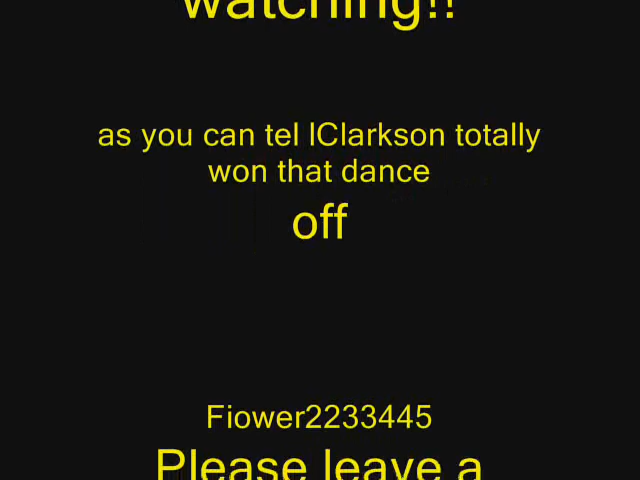 watching!!
as you can tel lClarkson totally
won that dance
off
Fiower2233445
Please leave a